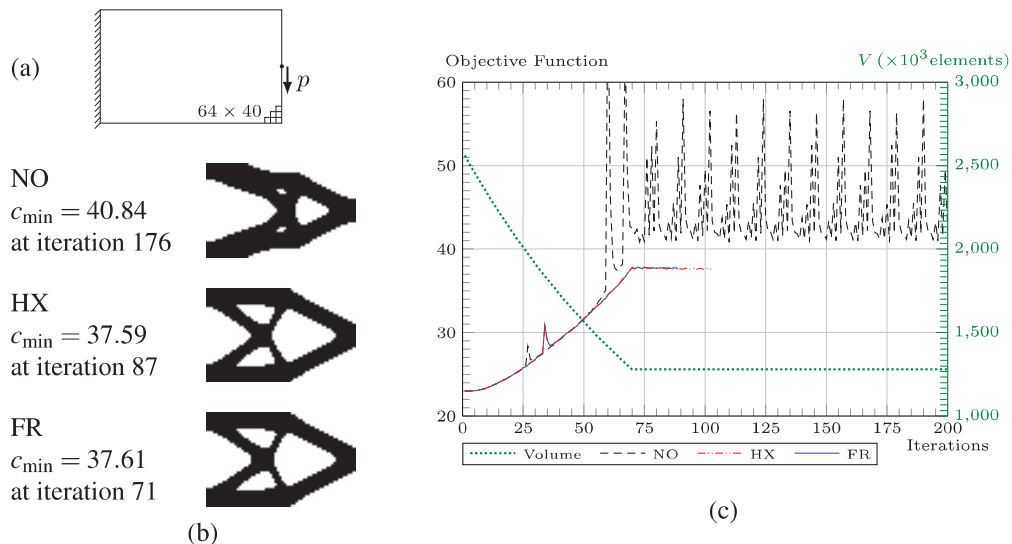 (a)
p
64 × 40
NO
c_min = 40.84
at iteration 176
HX
c_min = 37.59
at iteration 87
FR
c_min = 37.61
at iteration 71
(b)
Objective Function
V (×10³ elements)
60
50
40
30
20
3,000
2,500
2,000
1,500
1,000
0 25 50 75 100 125 150 175 200
Iterations
Volume NO HX FR
(c)